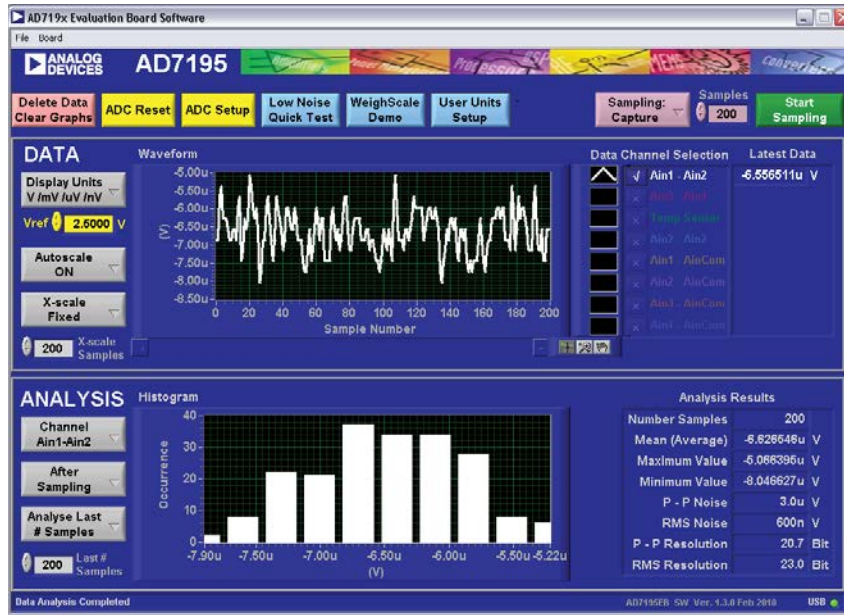 AD719x Evaluation Board Software
File Board
ANALOG
DEVICES
AD7195
Processors
DSP
MEMS
Converters
Delete Data
Clear Graphs
ADC Reset
ADC Setup
Low Noise
Quick Test
WeighScale
Demo
User Units
Setup
Sampling:
Capture
Samples
200
Start
Sampling
DATA
Display Units
V /mV /uV /nV
Vref 2.5000 V
Autoscale
ON
X-scale
Fixed
200 X-scale
Samples
Waveform
-5.00u
-5.50u
-6.00u
-6.50u
-7.00u
-7.50u
-8.00u
-8.50u
(V)
0 20 40 60 80 100 120 140 160 180 200
Sample Number
Data Channel Selection
Latest Data
Ain1 - Ain2
-6.556511u V
Temp Sensor
Ain2 - Ain2
Ain1 - AinCom
Ain2 - AinCom
Ain3 - AinCom
Ain4 - AinCom
ANALYSIS
Channel
Ain1-Ain2
After
Sampling
Analyse Last
# Samples
200 Last #
Samples
Histogram
40
30
20
10
0
Occurrence
-7.90u -7.50u -7.00u -6.50u -6.00u -5.50u -5.22u
(V)
Analysis Results
Number Samples 200
Mean (Average) -6.626546u V
Maximum Value -5.066395u V
Minimum Value -8.046627u V
P - P Noise 3.0u V
RMS Noise 600n V
P - P Resolution 20.7 Bit
RMS Resolution 23.0 Bit
Data Analysis Completed
AD7195EB SW Ver. 1.3.0 Feb 2010
USB